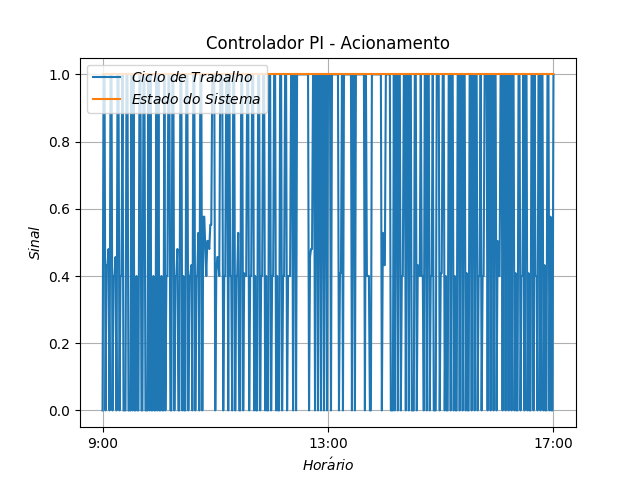 Controlador PI - Acionamento
1.0
0.8
0.6
0.4
0.2
0.0
Sinal
Ciclo de Trabalho
Estado do Sistema
9:00
13:00
17:00
Horário